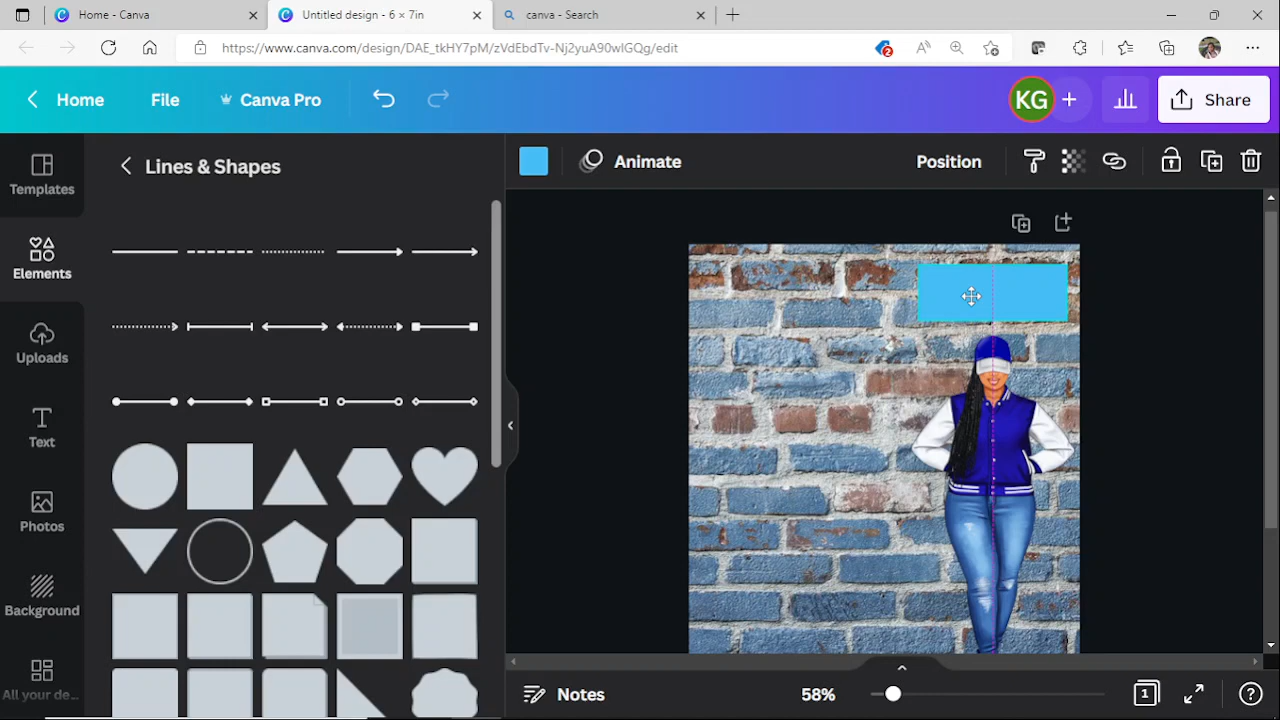 Home - Canva
Untitled design - 6 × 7in
canva - Search
https://www.canva.com/design/DAE_tkHY7pM/zVdEbdTv-Nj2yuA90wIGQg/edit
2
Home
File
Canva Pro
KG
Share
Templates
Lines & Shapes
Animate
Position
Elements
Uploads
Text
Photos
Background
All your de...
Notes
58%
1